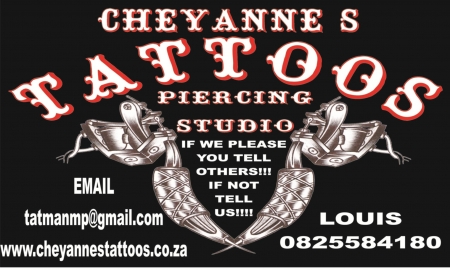 CHEYANNE S
TATTOOS
PIERCING
STUDIO
IF WE PLEASE
YOU TELL
OTHERS!!!
IF NOT
TELL
US!!!!
EMAIL
tatmanmp@gmail.com
www.cheyannestattoos.co.za
LOUIS
0825584180